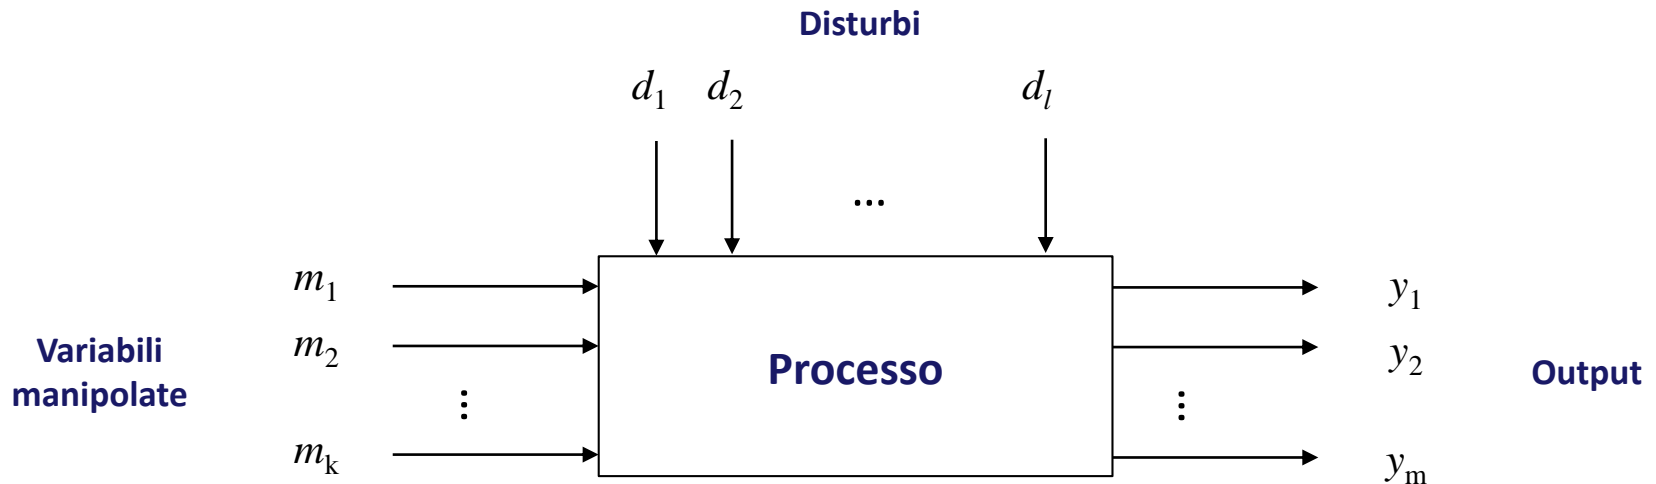 Disturbi
d1 d2 ... dl
m1
m2
⋮
mk
Variabili
manipolate
Processo
y1
y2
⋮
ym
Output